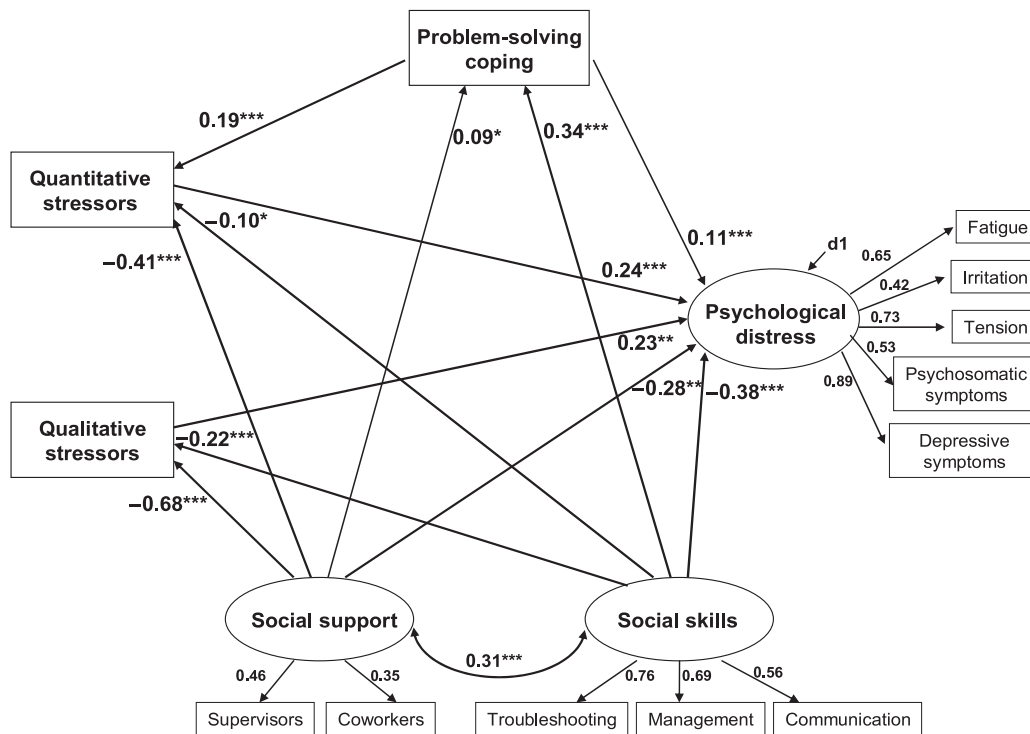 Problem-solving
coping
0.19***
0.09*
0.34***
Quantitative
stressors
–0.10*
–0.41***
0.24***
0.11***
d1
Psychological
distress
0.65
Fatigue
0.42
Irritation
0.73
Tension
0.53
Psychosomatic
symptoms
0.89
Depressive
symptoms
0.23**
–0.28**
–0.38***
Qualitative
stressors
–0.22***
–0.68***
Social support
Social skills
0.31***
0.46
0.35
0.76
0.69
0.56
Supervisors
Coworkers
Troubleshooting
Management
Communication